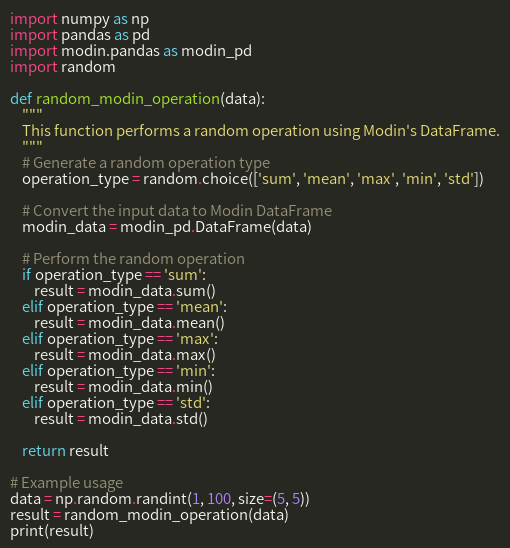 import numpy as np
import pandas as pd
import modin.pandas as modin_pd
import random

def random_modin_operation(data):
    """
    This function performs a random operation using Modin's DataFrame.
    """
    # Generate a random operation type
    operation_type = random.choice(['sum', 'mean', 'max', 'min', 'std'])

    # Convert the input data to Modin DataFrame
    modin_data = modin_pd.DataFrame(data)

    # Perform the random operation
    if operation_type == 'sum':
        result = modin_data.sum()
    elif operation_type == 'mean':
        result = modin_data.mean()
    elif operation_type == 'max':
        result = modin_data.max()
    elif operation_type == 'min':
        result = modin_data.min()
    elif operation_type == 'std':
        result = modin_data.std()

    return result

# Example usage
data = np.random.randint(1, 100, size=(5, 5))
result = random_modin_operation(data)
print(result)